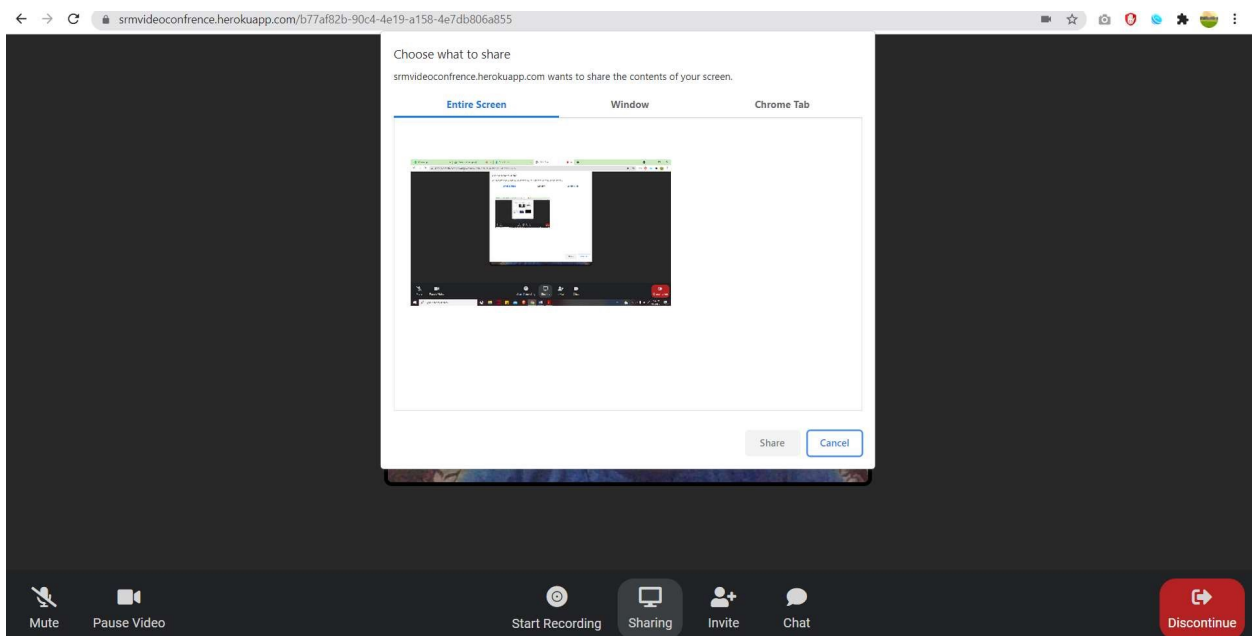 srmvideoconfrence.herokuapp.com/b77af82b-90c4-4e19-a158-4e7db806a855
Choose what to share
srmvideoconfrence.herokuapp.com wants to share the contents of your screen.
Entire Screen Window Chrome Tab
Share Cancel
Mute Pause Video Start Recording Sharing Invite Chat Discontinue